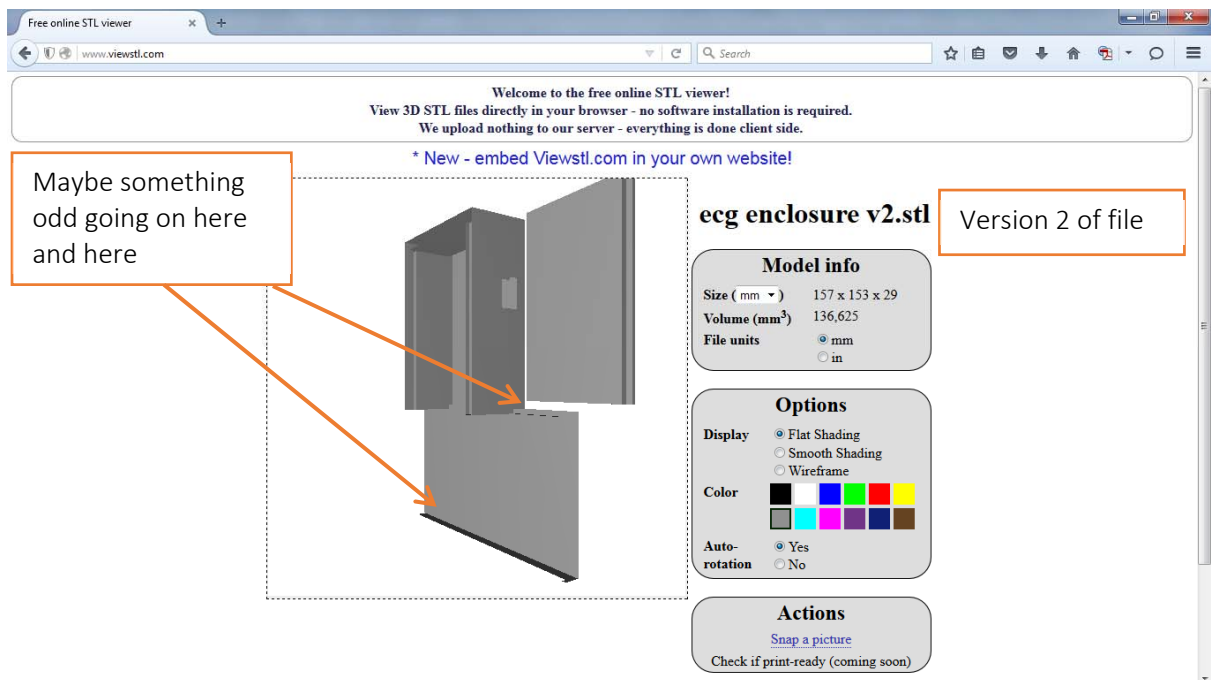 Free online STL viewer
www.viewstl.com
Search
Welcome to the free online STL viewer!
View 3D STL files directly in your browser - no software installation is required.
We upload nothing to our server - everything is done client side.
* New - embed Viewstl.com in your own website!
Maybe something
odd going on here
and here
ecg enclosure v2.stl
Version 2 of file
Model info
Size ( mm ) 157 x 153 x 29
Volume (mm³) 136,625
File units mm
in
Options
Display Flat Shading
Smooth Shading
Wireframe
Color
Auto- Yes
rotation No
Actions
Snap a picture
Check if print-ready (coming soon)